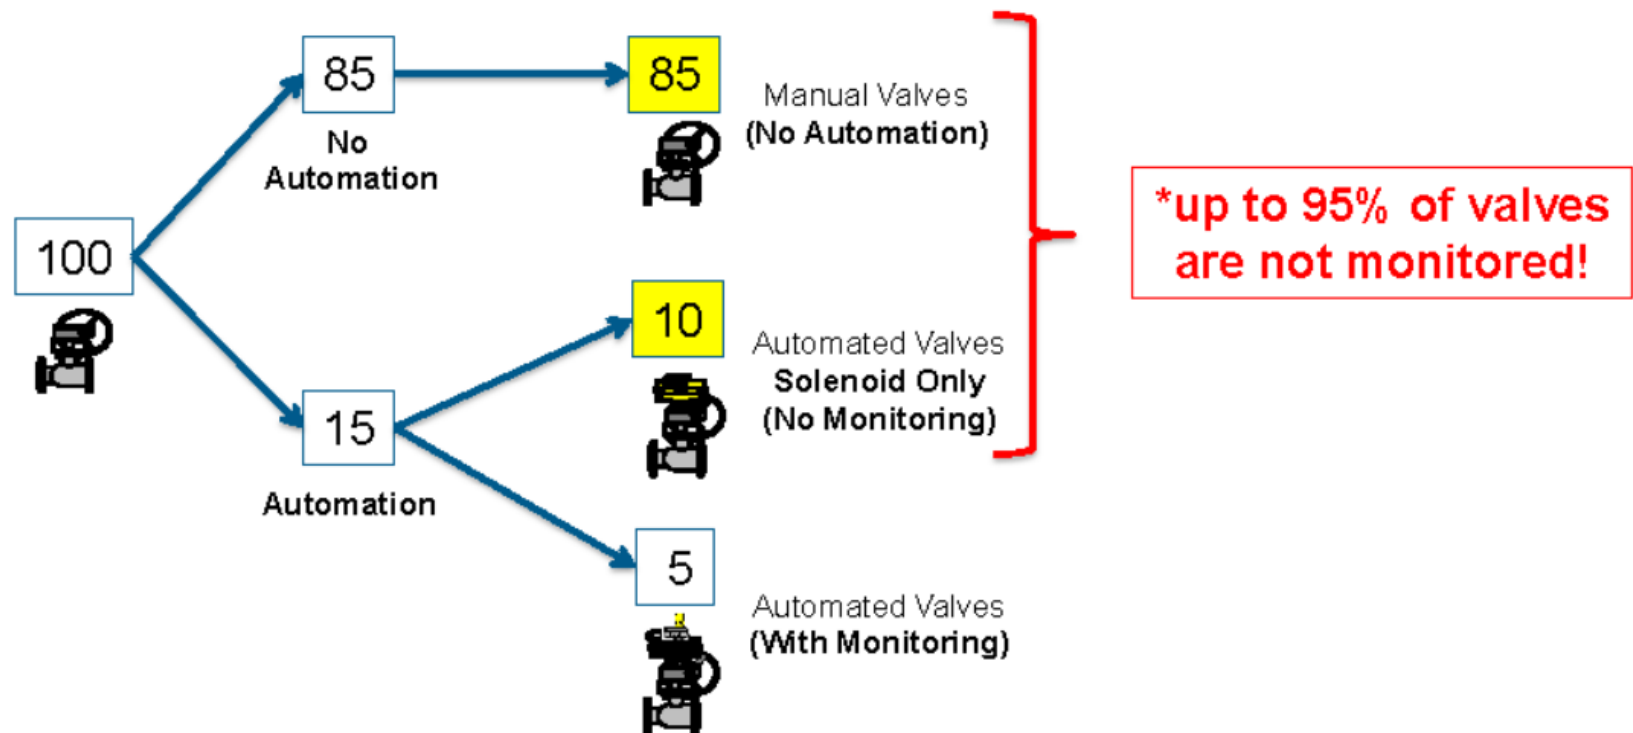 85
No
Automation
85
Manual Valves
(No Automation)
*up to 95% of valves
are not monitored!
100
10
Automated Valves
Solenoid Only
(No Monitoring)
15
Automation
5
Automated Valves
(With Monitoring)